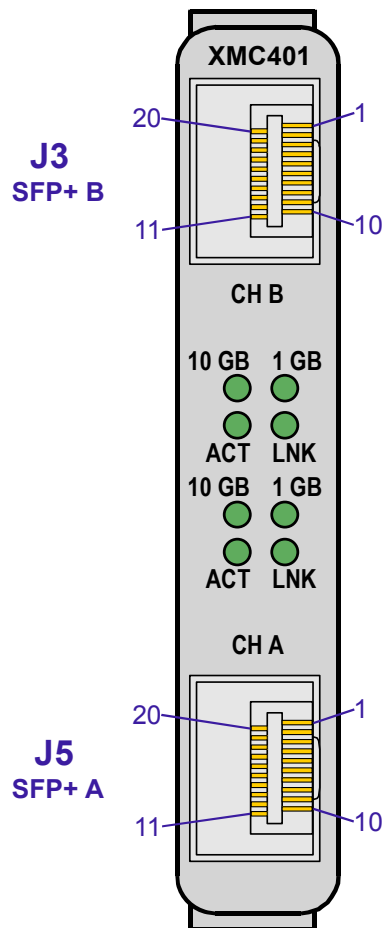 XMC401
20 1
J3
SFP+ B
11 10
CH B
10 GB 1 GB
ACT LNK
10 GB 1 GB
ACT LNK
CH A
20 1
J5
SFP+ A
11 10